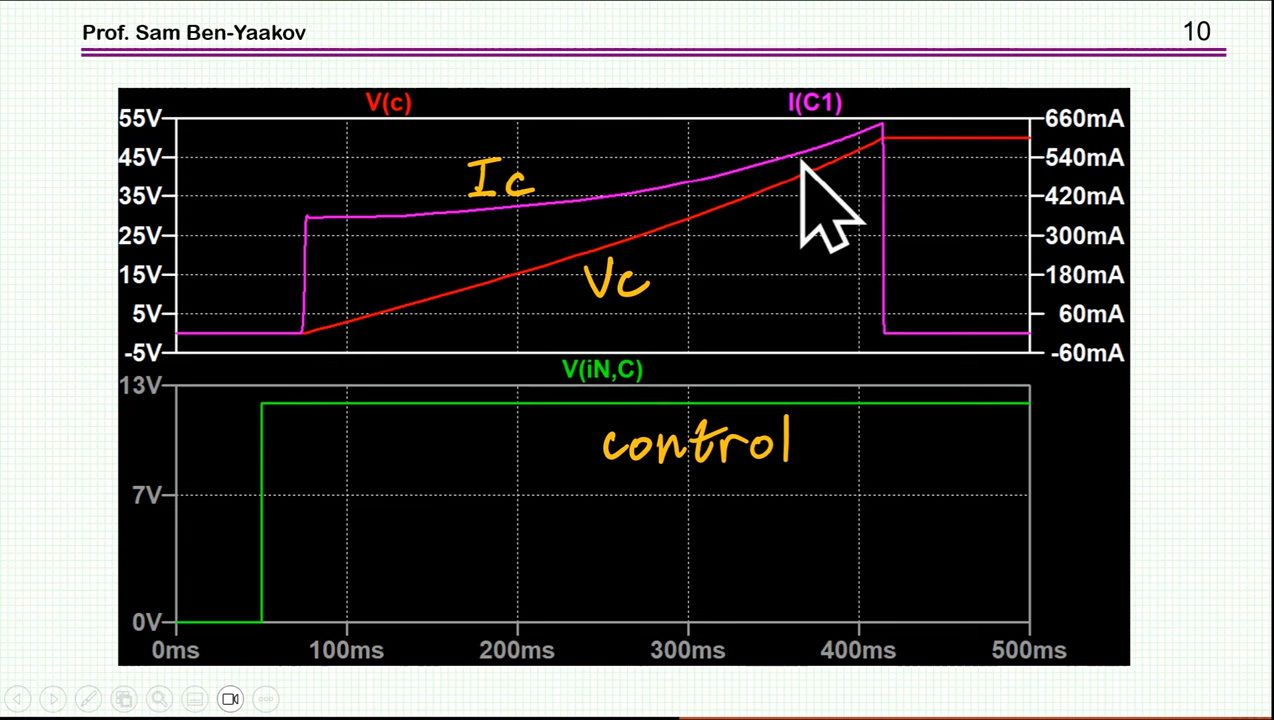 Prof. Sam Ben-Yaakov 10
V(c) I(C1)
55V 660mA
45V 540mA
Ic
35V 420mA
25V 300mA
15V 180mA
Vc
5V 60mA
-5V -60mA
V(iN,C)
13V
control
7V
0V
0ms 100ms 200ms 300ms 400ms 500ms